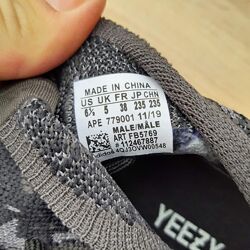 MADE IN CHINA
US UK FR JP CHN
6½ 5 38 235 235
APE 779001 11/19
MALE/MÂLE
ART FB5769
# 112467887
YEEZY